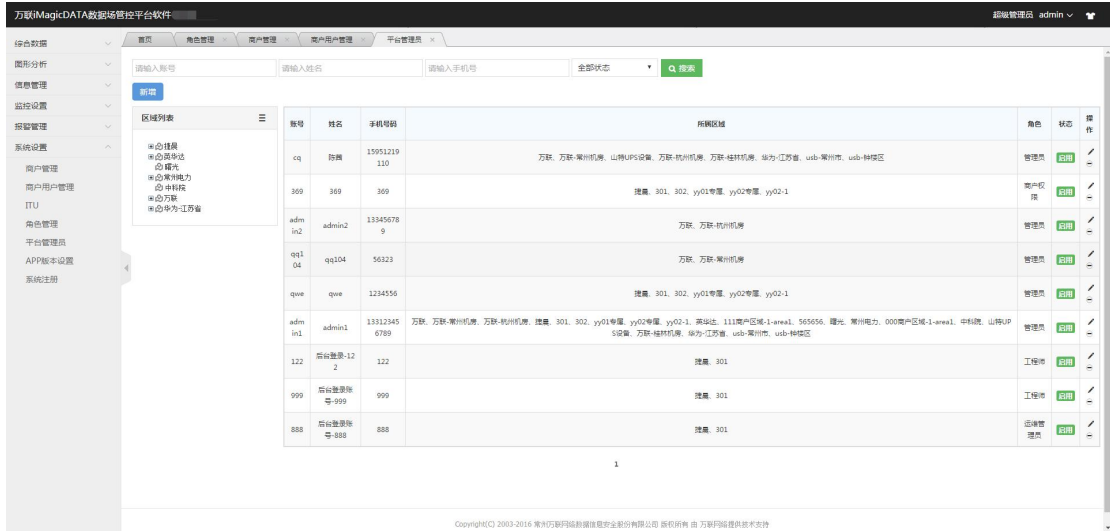 万联iMagicDATA数据场管控平台软件
超级管理员 admin
综合数据
图形分析
信息管理
监控设置
报警管理
系统设置
商户管理
商户用户管理
ITU
角色管理
平台管理员
APP版本设置
系统注册
首页 角色管理 × 商户管理 × 商户用户管理 × 平台管理员 ×
请输入账号 请输入姓名 请输入手机号 全部状态 搜索
新增
区域列表
捷晨
英华达
曙光
常州电力
中科院
万联
华为-江苏省
账号 姓名 手机号码 所属区域 角色 状态 操作
cq 陈茜 15951219110 万联、万联-常州机房、山特UPS设备、万联-杭州机房、万联-桂林机房、华为-江苏省、usb-常州市、usb-钟楼区 管理员 启用
369 369 369 捷晨、301、302、yy01专属、yy02专属、yy02-1 商户权限 启用
admin2 admin2 133456789 万联、万联-杭州机房 管理员 启用
qq104 qq104 56323 万联、万联-常州机房 管理员 启用
qwe qwe 1234556 捷晨、301、302、yy01专属、yy02专属、yy02-1 管理员 启用
admin1 admin1 133123456789 万联、万联-常州机房、万联-杭州机房、捷晨、301、302、yy01专属、yy02专属、yy02-1、英华达、111商户区域-1-area1、565656、曙光、常州电力、000商户区域-1-area1、中科院、山特UP
S设备、万联-桂林机房、华为-江苏省、usb-常州市、usb-钟楼区 管理员 启用
122 后台登录-122 122 捷晨、301 工程师 启用
999 后台登录账号-999 999 捷晨、301 工程师 启用
888 后台登录账号-888 888 捷晨、301 运维管理员 启用
1
Copyright(C) 2003-2016 常州万联网络数据信息安全股份有限公司 版权所有 由 万联网络提供技术支持